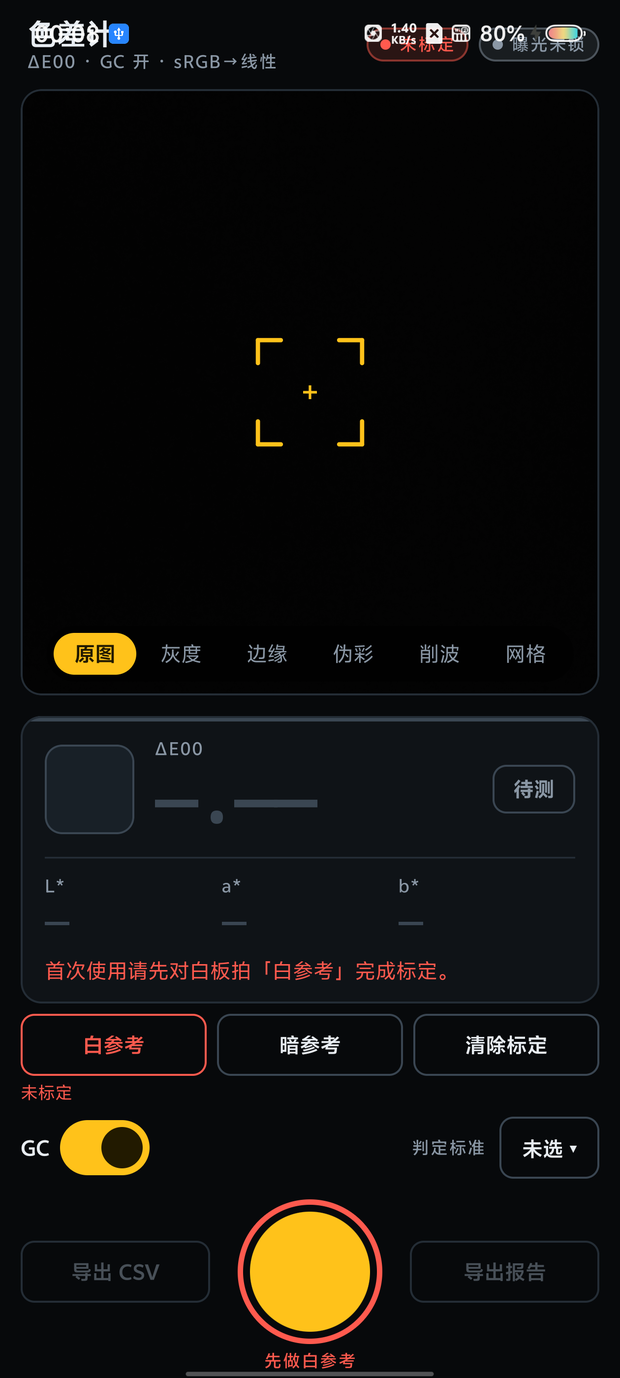 色差计
1.40
KB/s
80%
未标定
曝光未锁
ΔE00 · GC 开 · sRGB→线性
原图
灰度
边缘
伪彩
削波
网格
ΔE00
待测
L*
a*
b*
首次使用请先对白板拍「白参考」完成标定。
白参考
暗参考
清除标定
未标定
GC
判定标准
未选 ▾
导出 CSV
导出报告
先做白参考